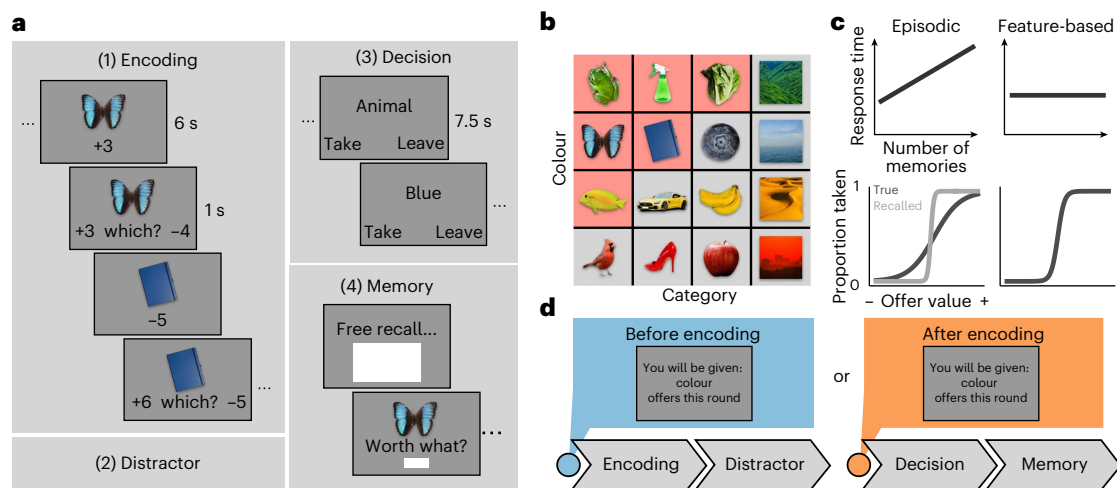 a
(1) Encoding
...
+3
6 s
+3 which? −4
1 s
−5
+6 which? −5
...
(2) Distractor
(3) Decision
...
Animal
Take Leave
7.5 s
Blue
Take Leave
...
(4) Memory
Free recall...
Worth what?
...
b
Colour
Category
c
Episodic
Feature-based
Response time
Number of
memories
Proportion taken
1
0
True
Recalled
− Offer value +
d
Before encoding
You will be given:
colour
offers this round
or
After encoding
You will be given:
colour
offers this round
Encoding
Distractor
Decision
Memory